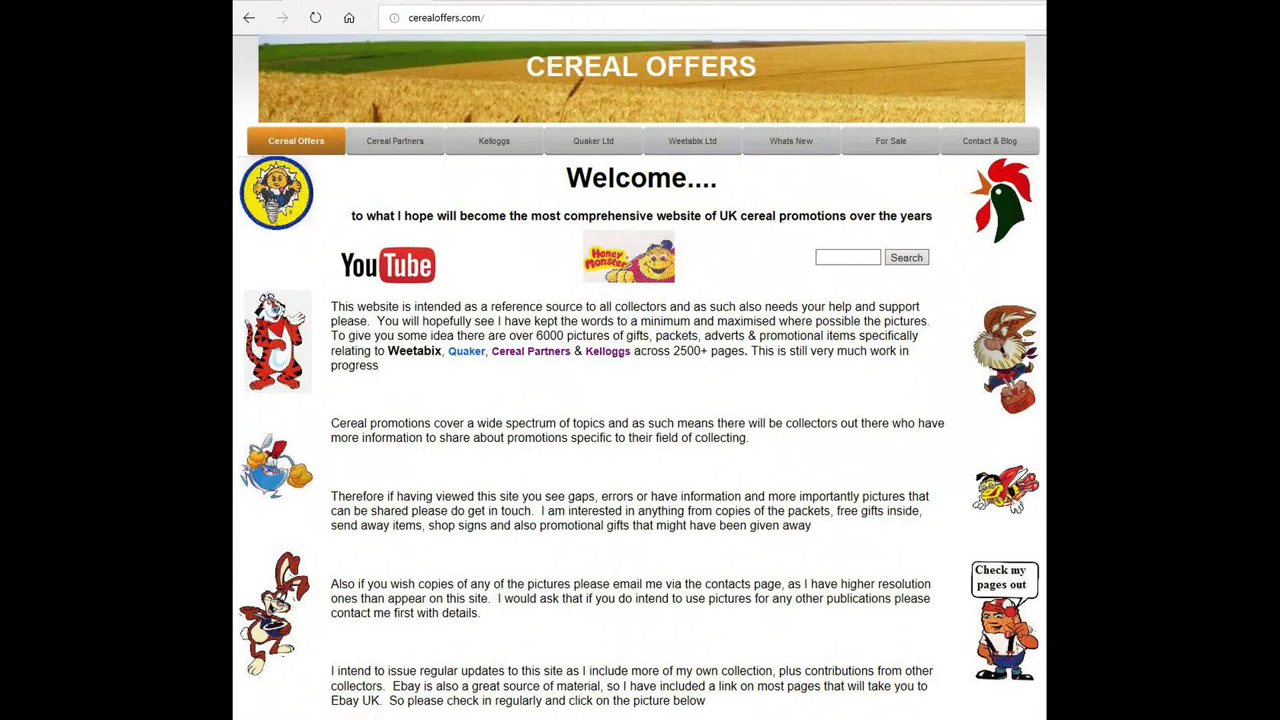 cerealoffers.com/
CEREAL OFFERS
Cereal Offers Cereal Partners Kelloggs Quaker Ltd Weetabix Ltd Whats New For Sale Contact & Blog
Welcome....
to what I hope will become the most comprehensive website of UK cereal promotions over the years
YouTube
Honey
Monster
Search
This website is intended as a reference source to all collectors and as such also needs your help and support
please. You will hopefully see I have kept the words to a minimum and maximised where possible the pictures.
To give you some idea there are over 6000 pictures of gifts, packets, adverts & promotional items specifically
relating to Weetabix, Quaker, Cereal Partners & Kelloggs across 2500+ pages. This is still very much work in
progress
Cereal promotions cover a wide spectrum of topics and as such means there will be collectors out there who have
more information to share about promotions specific to their field of collecting.
Therefore if having viewed this site you see gaps, errors or have information and more importantly pictures that
can be shared please do get in touch. I am interested in anything from copies of the packets, free gifts inside,
send away items, shop signs and also promotional gifts that might have been given away
Check my
pages out
Also if you wish copies of any of the pictures please email me via the contacts page, as I have higher resolution
ones than appear on this site. I would ask that if you do intend to use pictures for any other publications please
contact me first with details.
I intend to issue regular updates to this site as I include more of my own collection, plus contributions from other
collectors. Ebay is also a great source of material, so I have included a link on most pages that will take you to
Ebay UK. So please check in regularly and click on the picture below